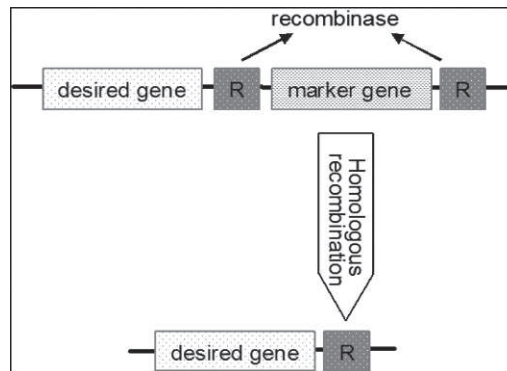 recombinase
desired gene R marker gene R
Homologous
recombination
desired gene R